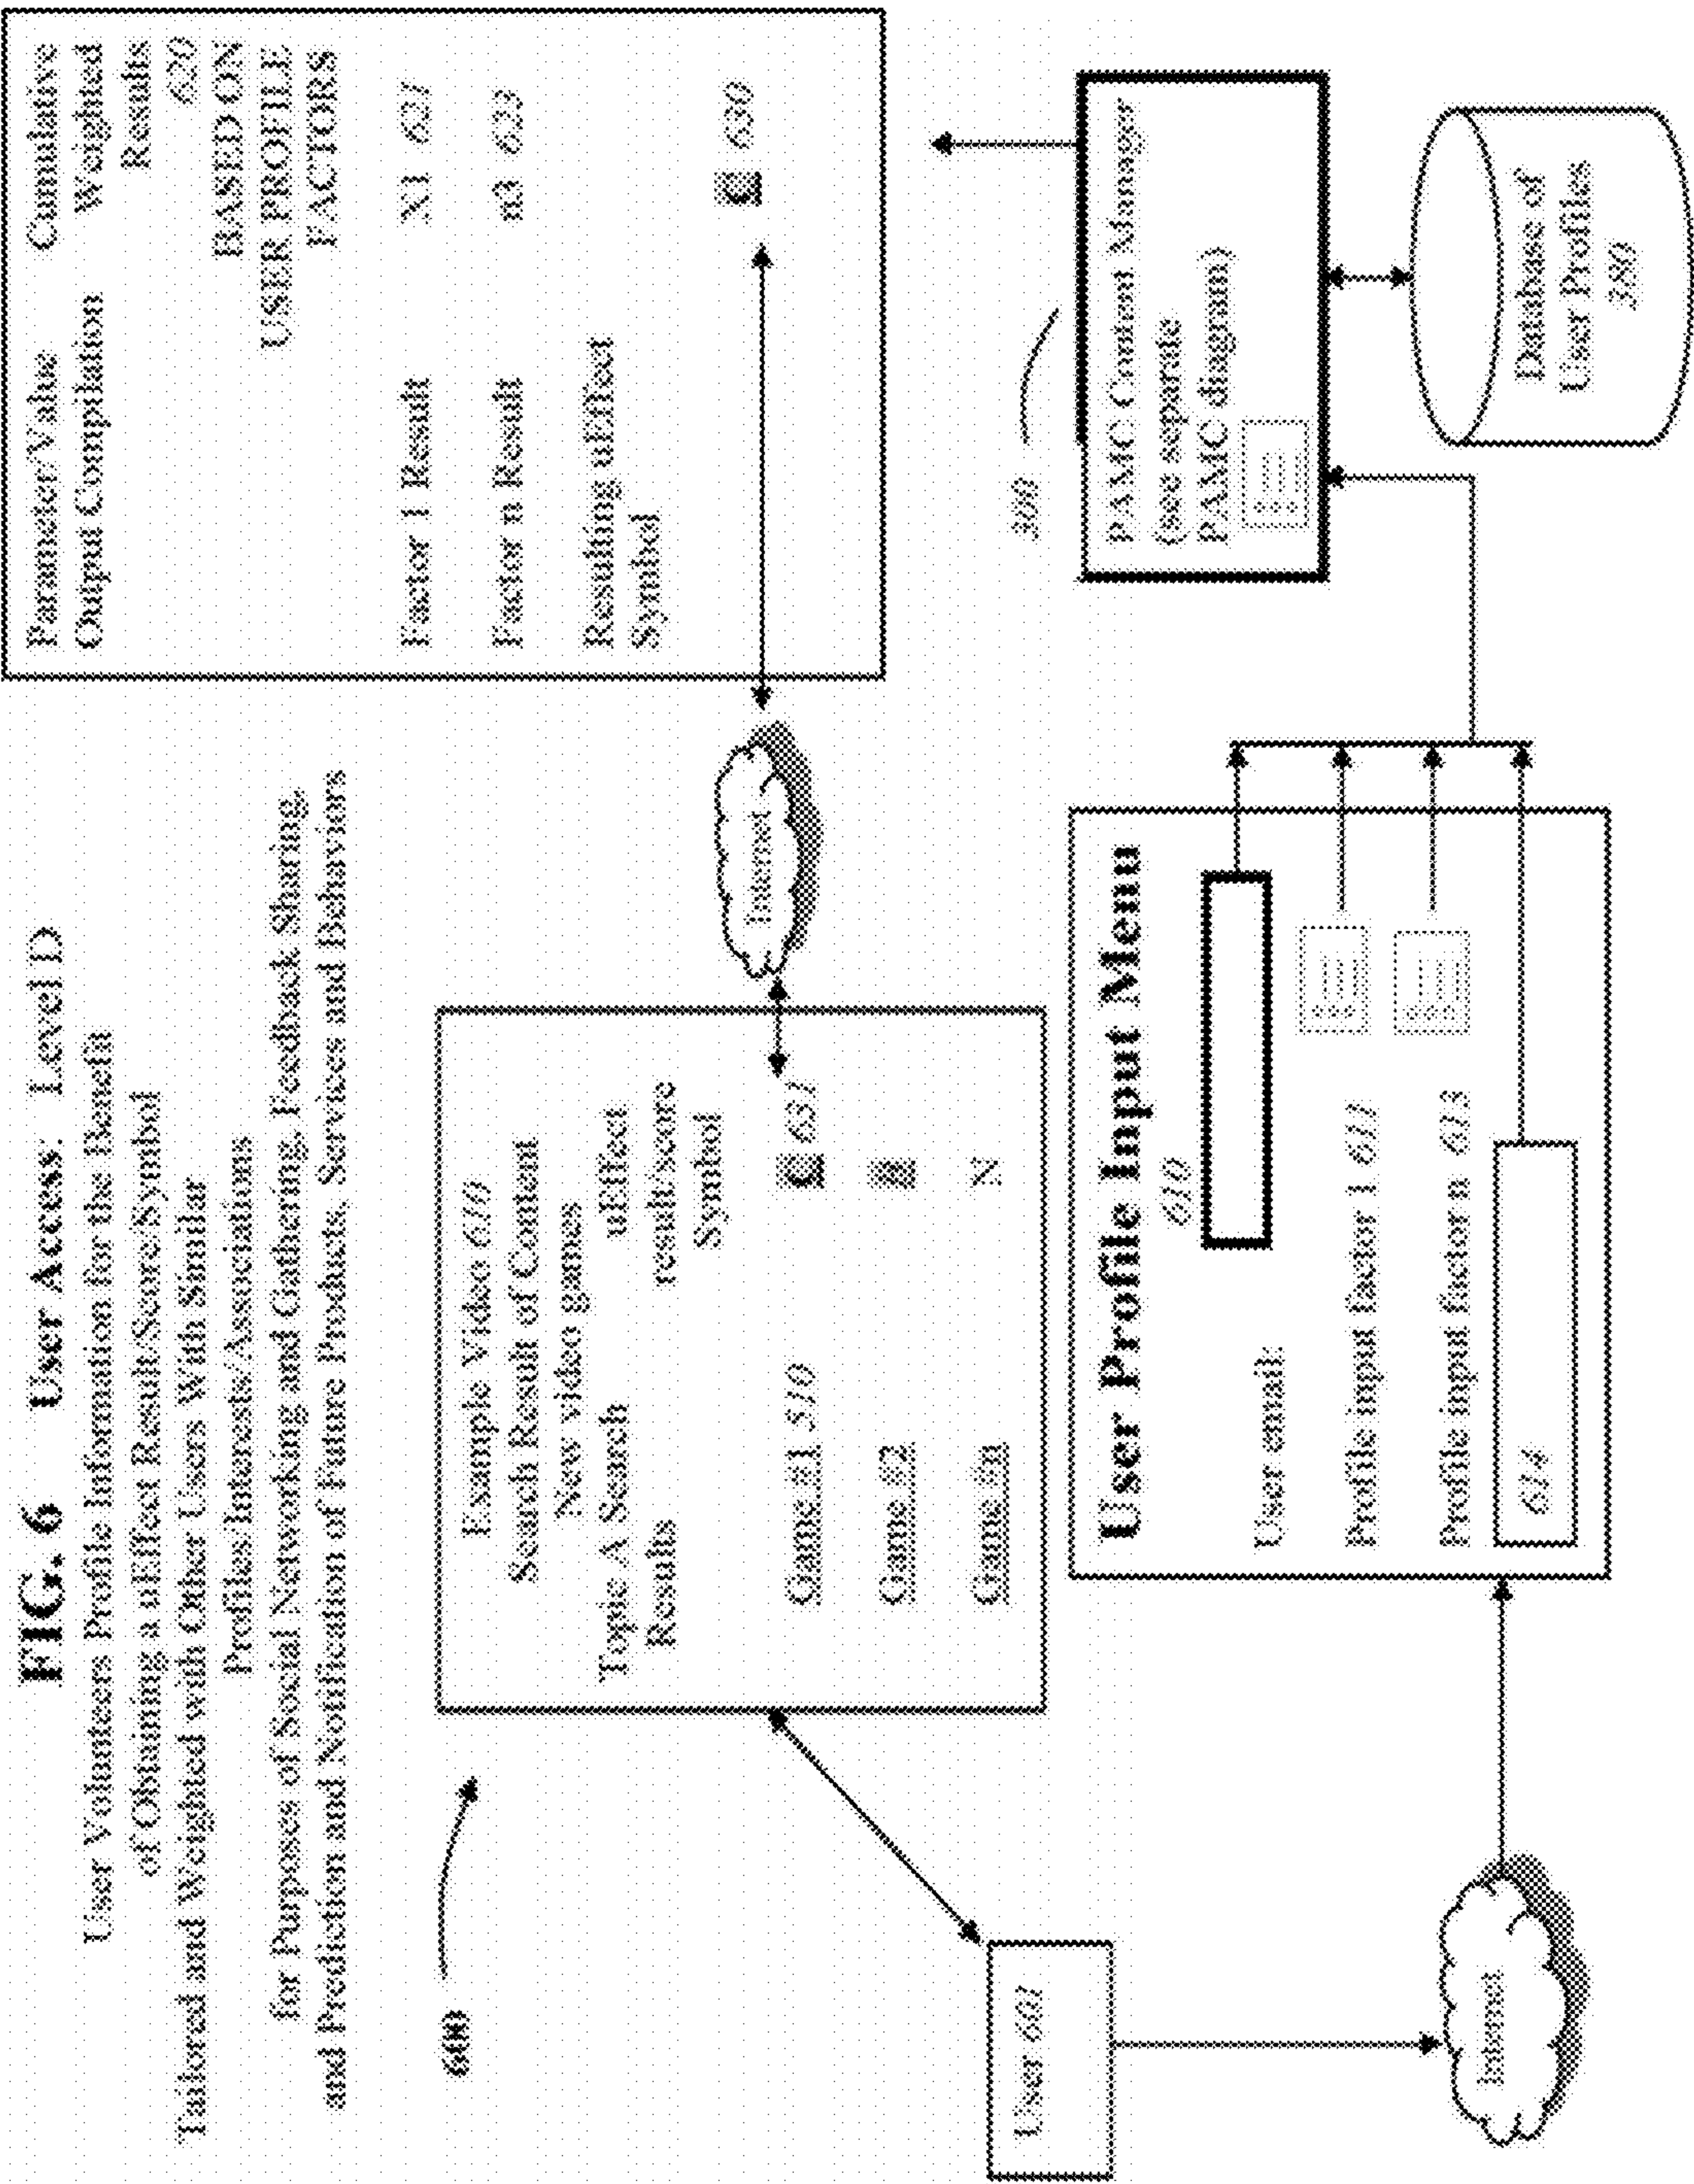 FIG. 6 User Access: Level D
User Volunteers Profile Information for the Benefit
of Obtaining a uEffect Result/Score/Symbol
Tailored and Weighted with Other Users With Similar
Profiles/Interests/Associations
for Purposes of Social Networking and Gathering, Feedback Sharing,
and Prediction and Notification of Future Products, Services and Behaviors
600
Example Video 610
Search Result of Content
New video games
Topic A Search
Results
uEffect
result/score
Symbol
Game #1 510
C 631
Game #2
Game #n
N
Internet
Parameter/Value
Output Compilation
Cumulative
Weighted
Results
620
BASED ON
USER PROFILE
FACTORS
Factor 1 Result X1 621
Factor n Result n3 623
Resulting uEffect
Symbol
C 630
User 601
Internet
User Profile Input Menu
610
User email:
Profile input factor 1 611
Profile input factor n 613
614
300
PAMC Content Manager
(see separate
PAMC diagram)
Database of
User Profiles
380